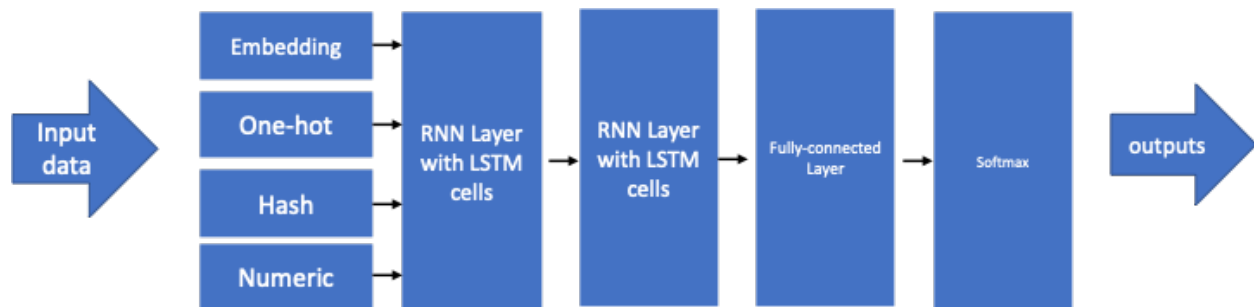 Input
data
Embedding
One-hot
Hash
Numeric
RNN Layer
with LSTM
cells
RNN Layer
with LSTM
cells
Fully-connected
Layer
Softmax
outputs